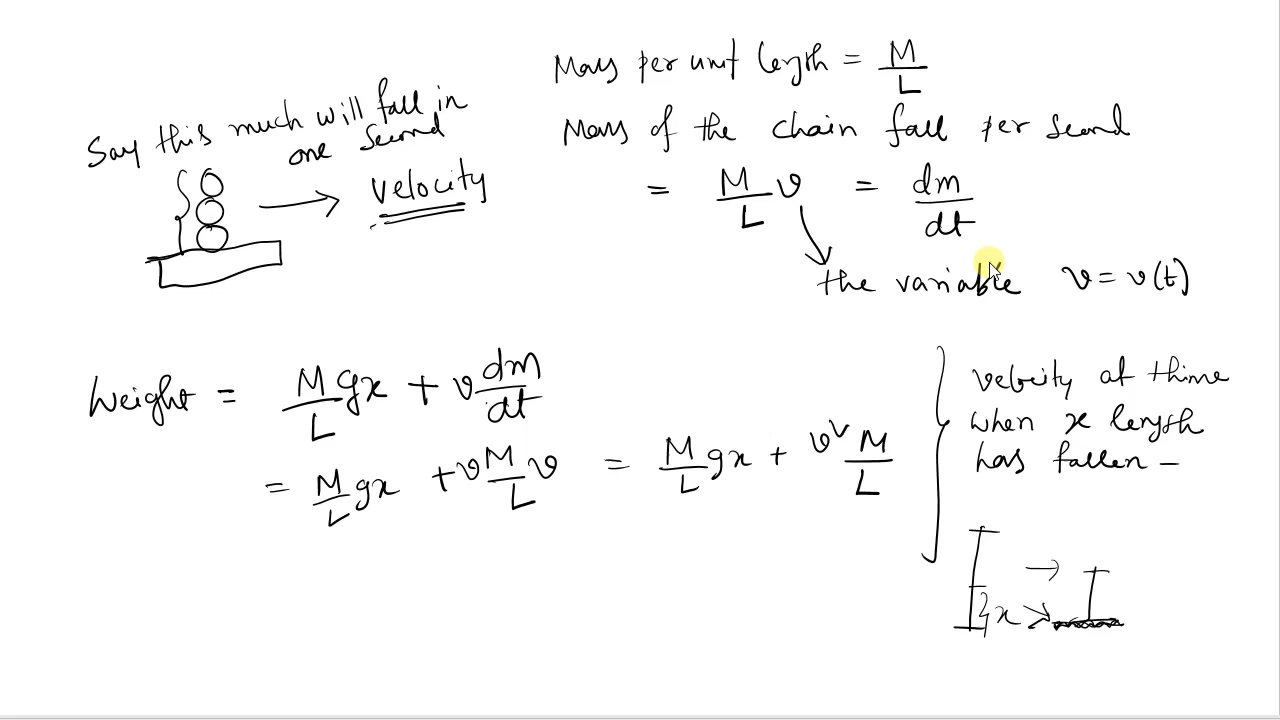 Mass per unit length = M/L
Say this much will fall in
one second
Mass of the chain fall per second
velocity
= M/L v = dm/dt
the variable v = v(t)
Weight = M/L gx + v dm/dt
= M/L gx + v M/L v = M/L gx + v² M/L
velocity at thime
when x length
has fallen –
x